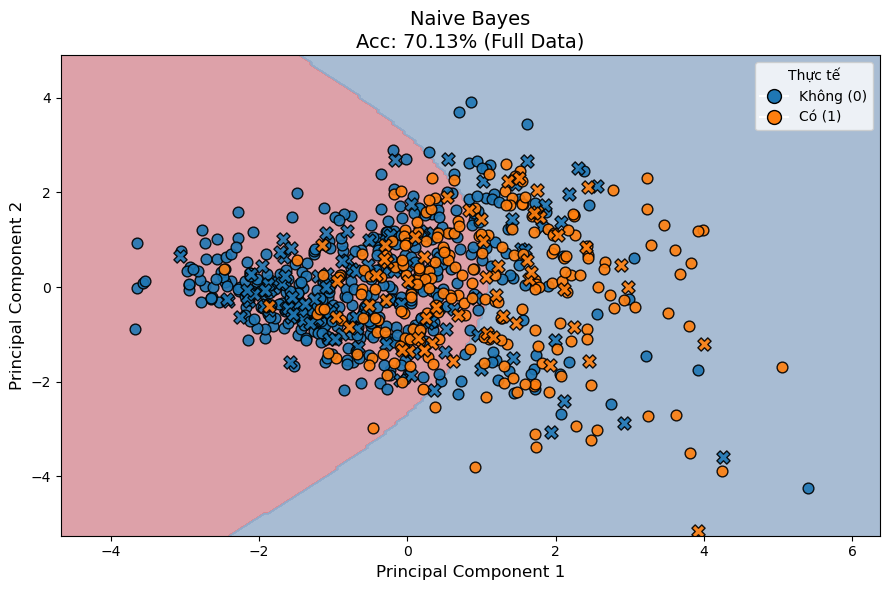 Naive Bayes
Acc: 70.13% (Full Data)
Thực tế
Không (0)
Có (1)
Principal Component 2
4
2
0
−2
−4
−4
−2
0
2
4
6
Principal Component 1